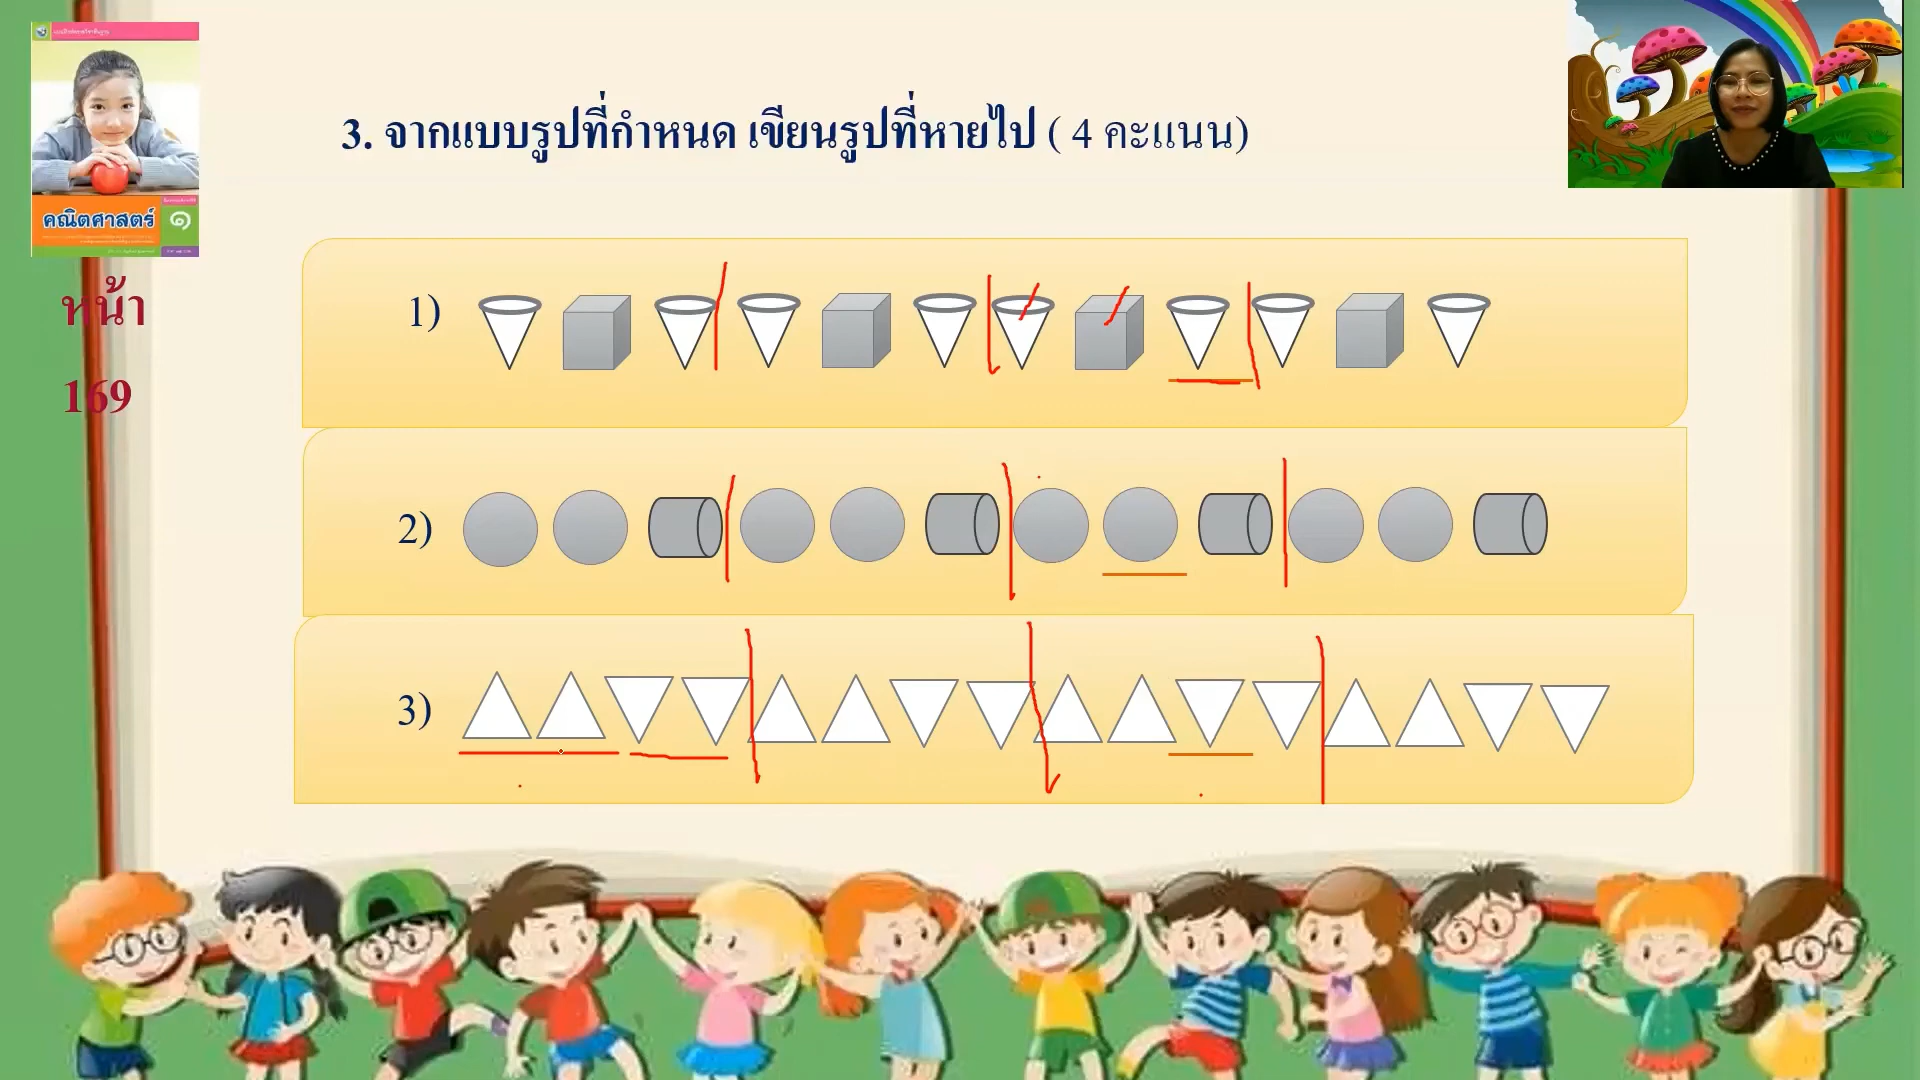 คณิตศาสตร์ ๑
หน้า
169
3. จากแบบรูปที่กำหนด เขียนรูปที่หายไป ( 4 คะแนน)
1)
2)
3)